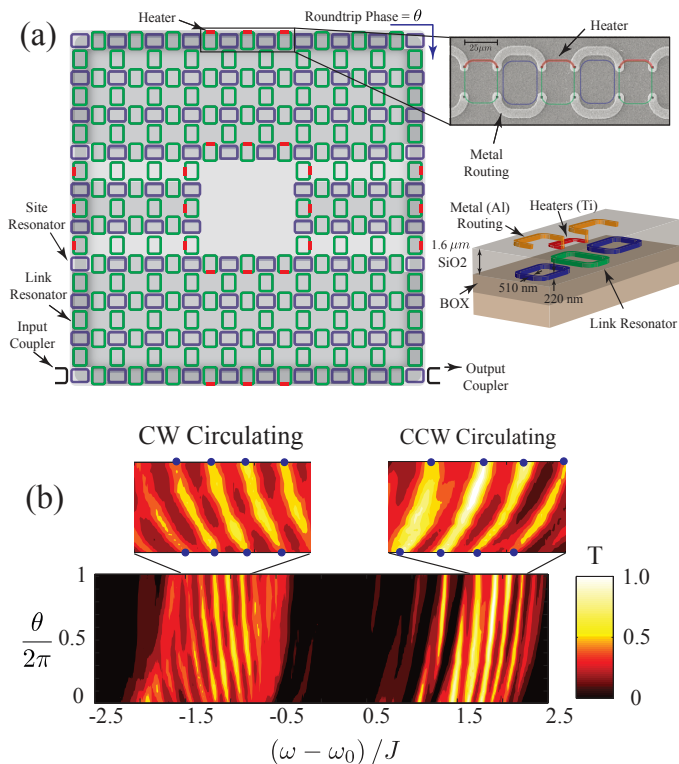 (a)
Heater
Roundtrip Phase = θ
Heater
25μm
Metal
Routing
Site
Resonator
Link
Resonator
Input
Coupler
Output
Coupler
Metal (Al)
Routing
Heaters (Ti)
1.6 μm
SiO2
BOX
510 nm
220 nm
Link Resonator
(b)
CW Circulating
CCW Circulating
T
1.0
0.5
0
θ/2π
1
0.5
0
-2.5
-1.5
-0.5
0.5
1.5
2.5
(ω − ω₀) /J